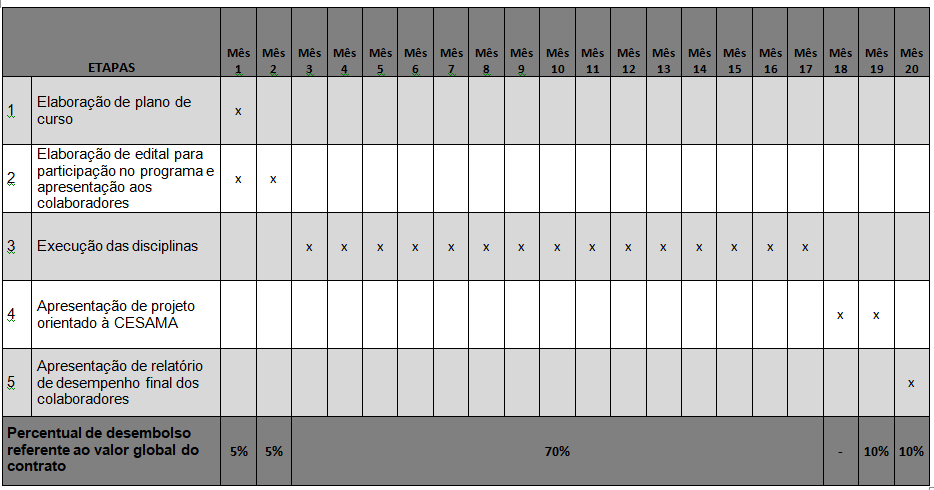 ETAPAS Mês 1 Mês 2 Mês 3 Mês 4 Mês 5 Mês 6 Mês 7 Mês 8 Mês 9 Mês 10 Mês 11 Mês 12 Mês 13 Mês 14 Mês 15 Mês 16 Mês 17 Mês 18 Mês 19 Mês 20
1 Elaboração de plano de
curso x
2 Elaboração de edital para
participação no programa e
apresentação aos
colaboradores x x
3 Execução das disciplinas x x x x x x x x x x x x x x x
4 Apresentação de projeto
orientado à CESAMA x x
5 Apresentação de relatório
de desempenho final dos
colaboradores x
Percentual de desembolso
referente ao valor global do
contrato 5% 5% 70% - 10% 10%